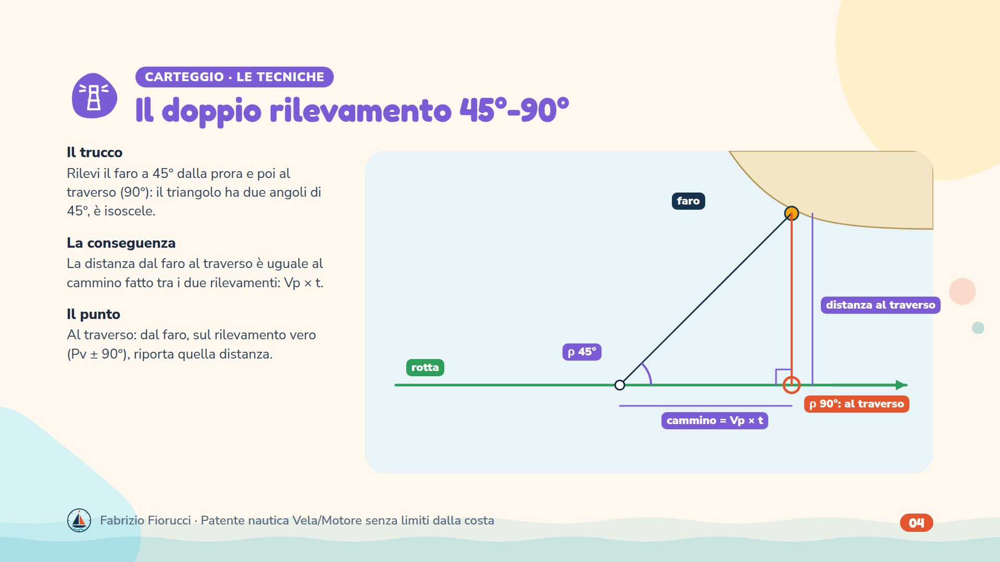 CARTEGGIO · LE TECNICHE
Il doppio rilevamento 45°-90°
Il trucco
Rilevi il faro a 45° dalla prora e poi al
traverso (90°): il triangolo ha due angoli di
45°, è isoscele.
La conseguenza
La distanza dal faro al traverso è uguale al
cammino fatto tra i due rilevamenti: Vp × t.
Il punto
Al traverso: dal faro, sul rilevamento vero
(Pv ± 90°), riporta quella distanza.
faro
distanza al traverso
ρ 45°
rotta
ρ 90°: al traverso
cammino = Vp × t
Fabrizio Fiorucci · Patente nautica Vela/Motore senza limiti dalla costa
04